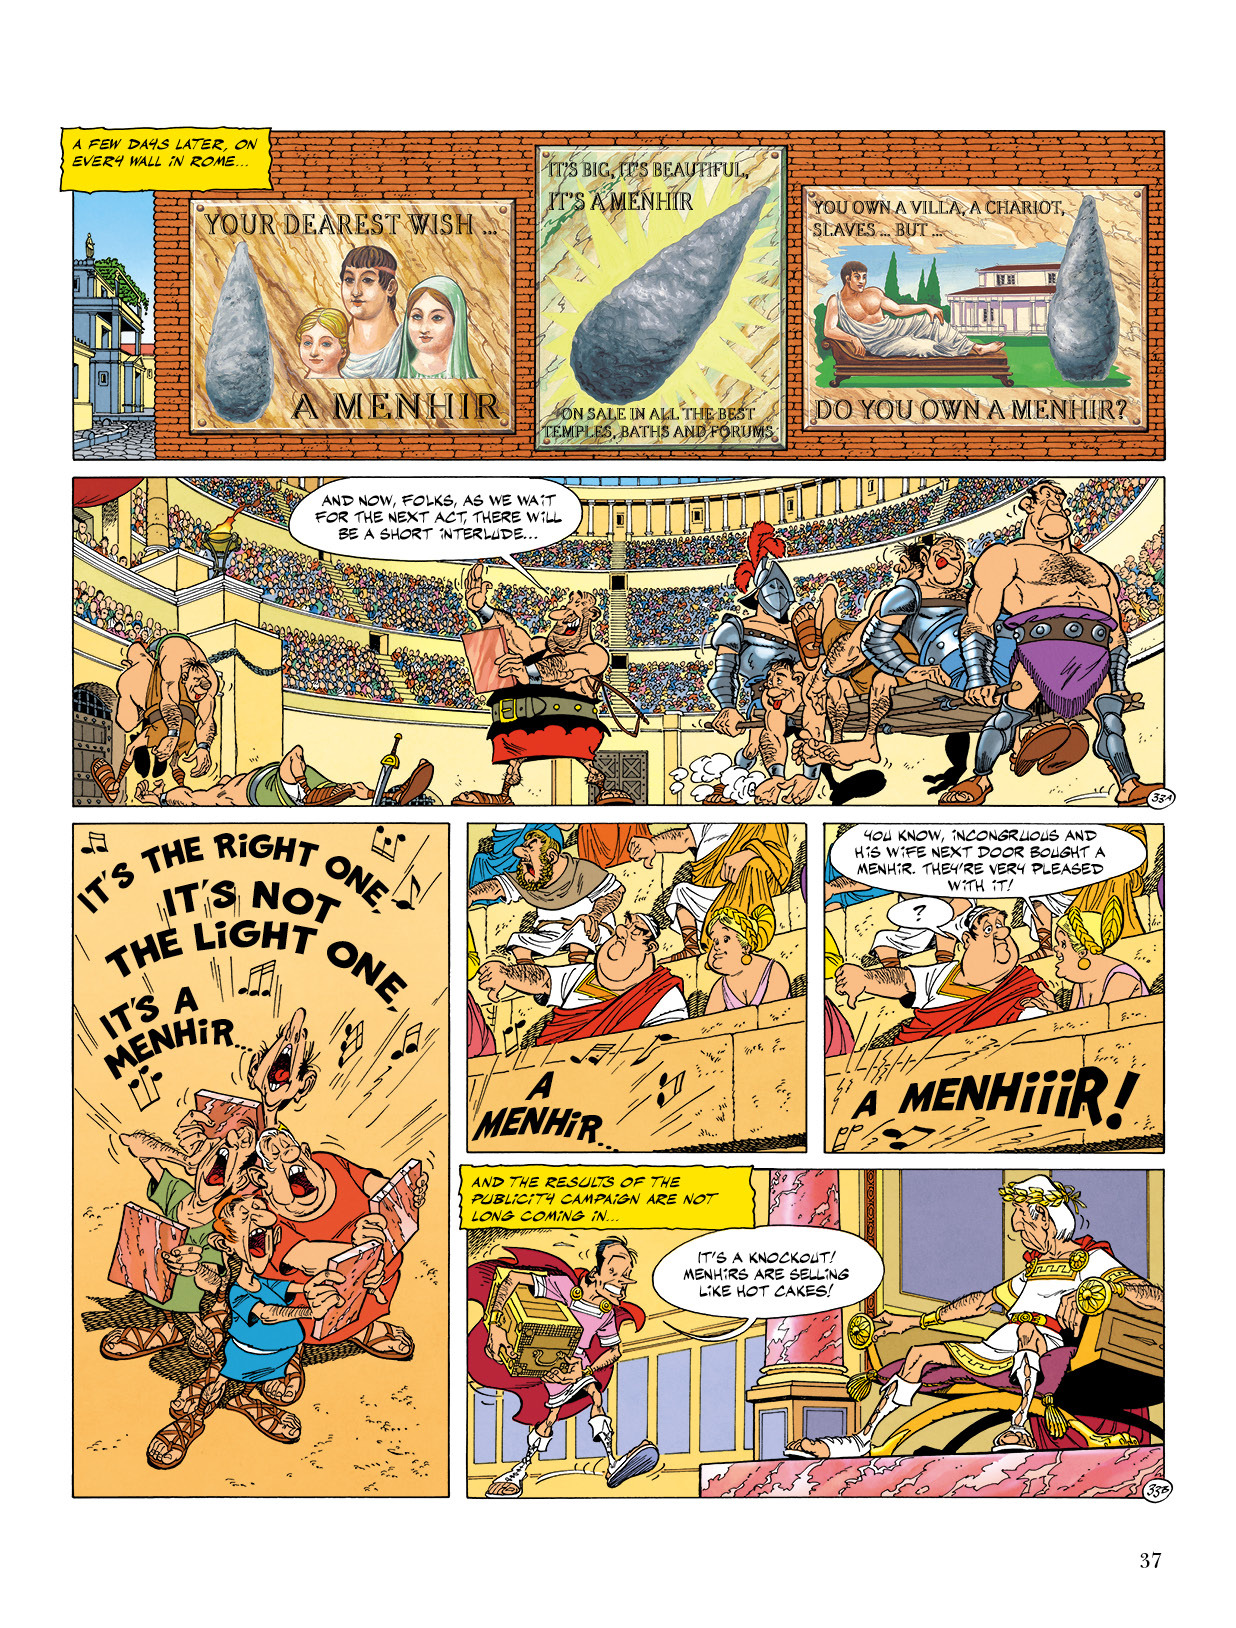 A FEW DAYS LATER, ON
EVERY WALL IN ROME...
YOUR DEAREST WISH ...
A MENHIR
IT'S BIG, IT'S BEAUTIFUL,
IT'S A MENHIR
ON SALE IN ALL THE BEST
TEMPLES, BATHS AND FORUMS
YOU OWN A VILLA, A CHARIOT,
SLAVES ... BUT ...
DO YOU OWN A MENHIR?
AND NOW, FOLKS, AS WE WAIT
FOR THE NEXT ACT, THERE WILL
BE A SHORT INTERLUDE...
33A
IT'S THE RIGHT ONE,
IT'S NOT
THE LIGHT ONE,
IT'S A
MENHIR...
A
MENHIR...
YOU KNOW, INCONGRUOUS AND
HIS WIFE NEXT DOOR BOUGHT A
MENHIR. THEY'RE VERY PLEASED
WITH IT!
?
A MENHIIIR!
AND THE RESULTS OF THE
PUBLICITY CAMPAIGN ARE NOT
LONG COMING IN...
IT'S A KNOCKOUT!
MENHIRS ARE SELLING
LIKE HOT CAKES!
33B
37